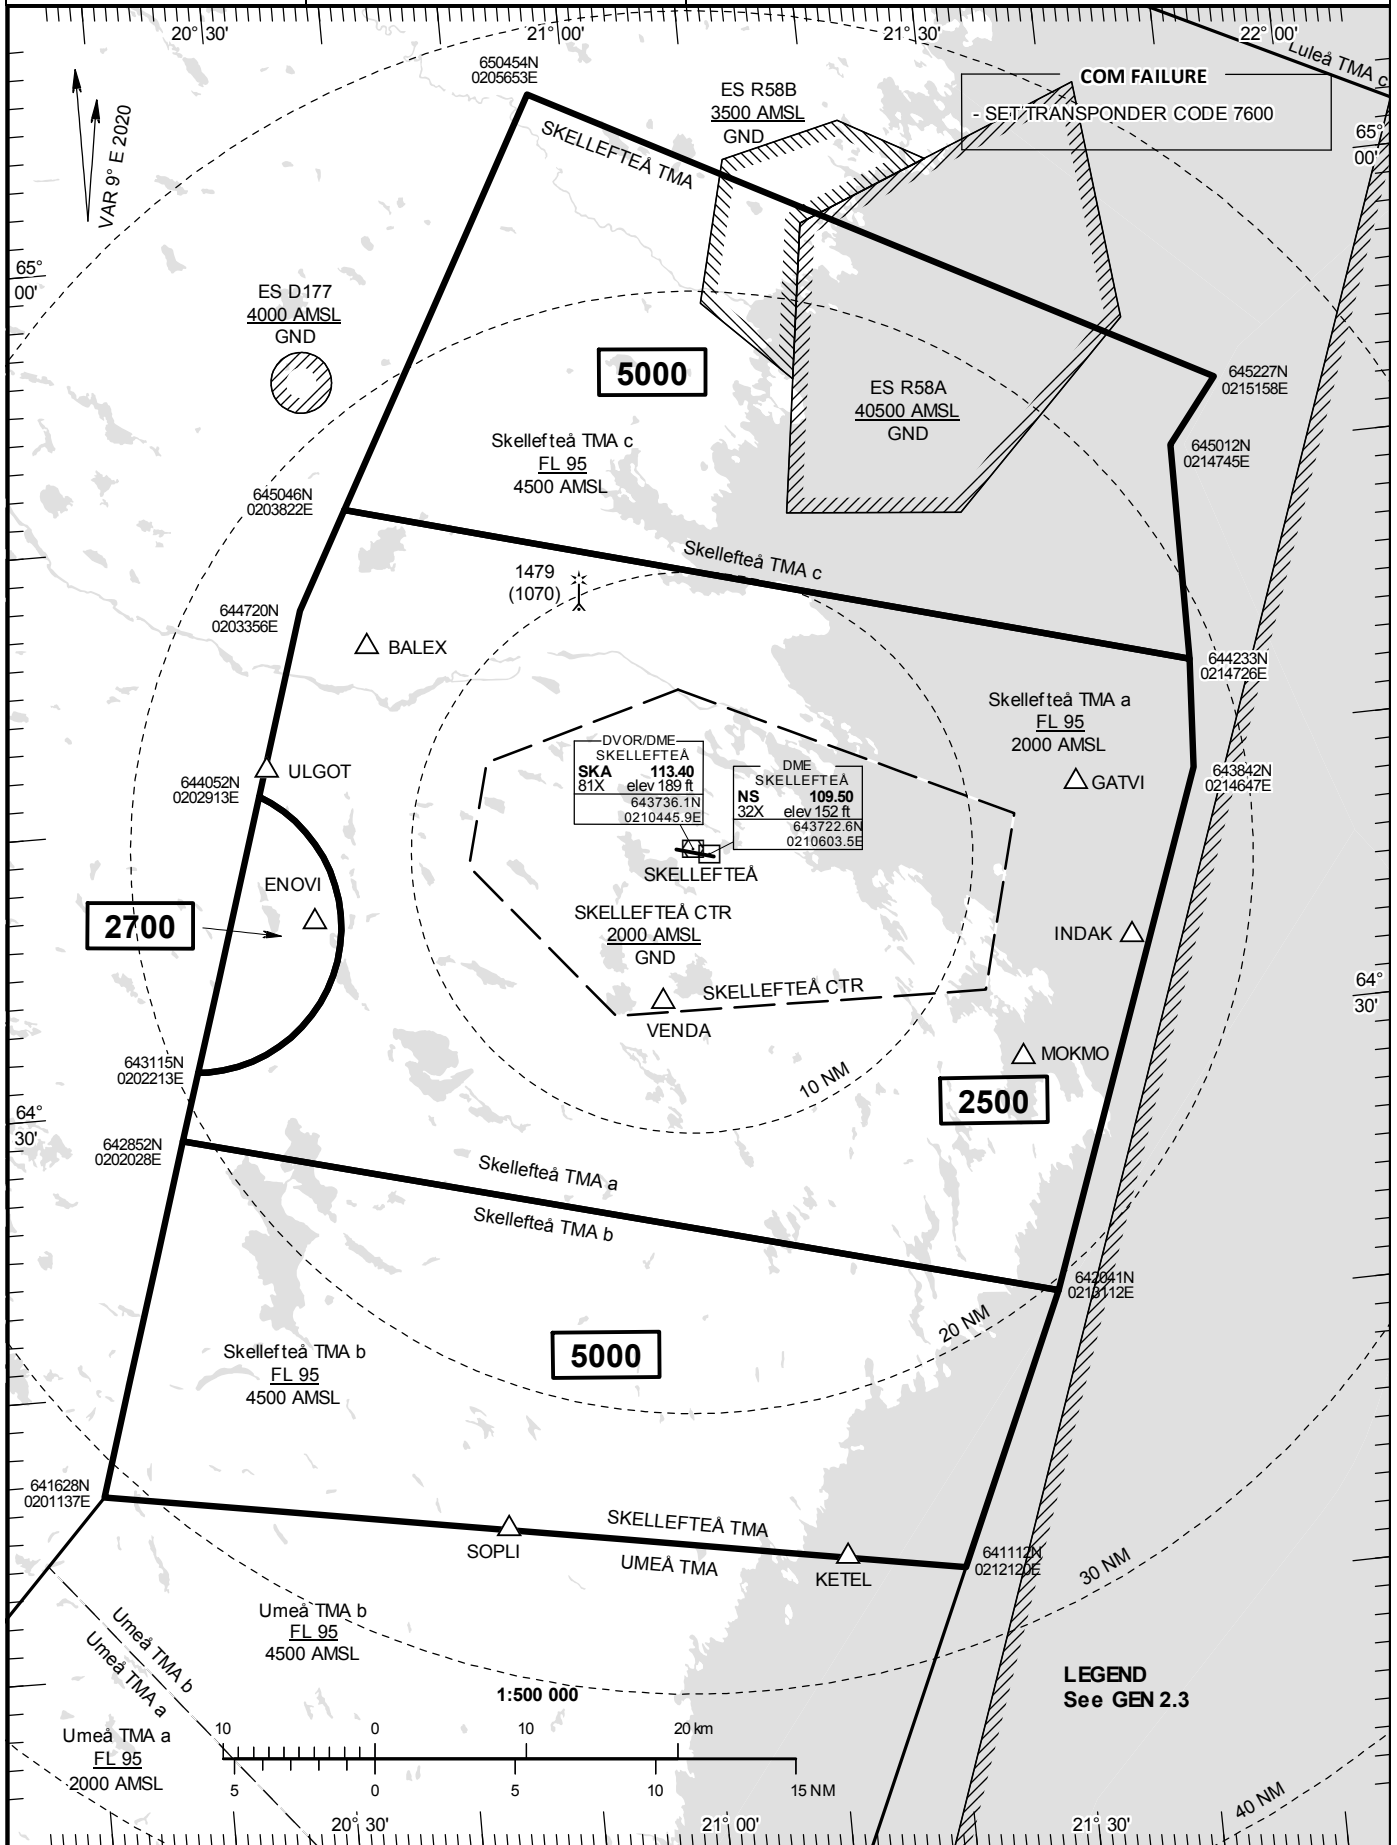 20° 30'
21° 00'
21° 30'
22° 00'
Luleå TMA c
650454N
0205653E
COM FAILURE
- SET TRANSPONDER CODE 7600
ES R58B
3500 AMSL
GND
65°
00'
VAR 9° E 2020
SKELLEFTEÅ TMA
65°
00'
ES D177
4000 AMSL
GND
5000
ES R58A
40500 AMSL
GND
645227N
0215158E
645012N
0214745E
Skellefteå TMA c
FL 95
4500 AMSL
645046N
0203822E
Skellefteå TMA c
1479
(1070)
644720N
0203356E
BALEX
644233N
0214726E
Skellefteå TMA a
FL 95
2000 AMSL
DVOR/DME
SKELLEFTEÅ
SKA 113.40
81X elev 189 ft
643736.1N
0210445.9E
DME
SKELLEFTEÅ
NS 109.50
32X elev 152 ft
643722.6N
0210603.5E
ULGOT
644052N
0202913E
GATVI
643842N
0214647E
SKELLEFTEÅ
ENOVI
2700
SKELLEFTEÅ CTR
2000 AMSL
GND
INDAK
64°
30'
SKELLEFTEÅ CTR
VENDA
MOKMO
643115N
0202213E
10 NM
2500
64°
30'
642852N
0202028E
Skellefteå TMA a
Skellefteå TMA b
642041N
0213112E
20 NM
5000
Skellefteå TMA b
FL 95
4500 AMSL
641628N
0201137E
SKELLEFTEÅ TMA
SOPLI
UMEÅ TMA
KETEL
641112N
0212120E
30 NM
Umeå TMA b
Umeå TMA a
Umeå TMA b
FL 95
4500 AMSL
LEGEND
See GEN 2.3
1:500 000
10 0 10 20 km
5 0 5 10 15 NM
Umeå TMA a
FL 95
2000 AMSL
40 NM
20° 30'
21° 00'
21° 30'